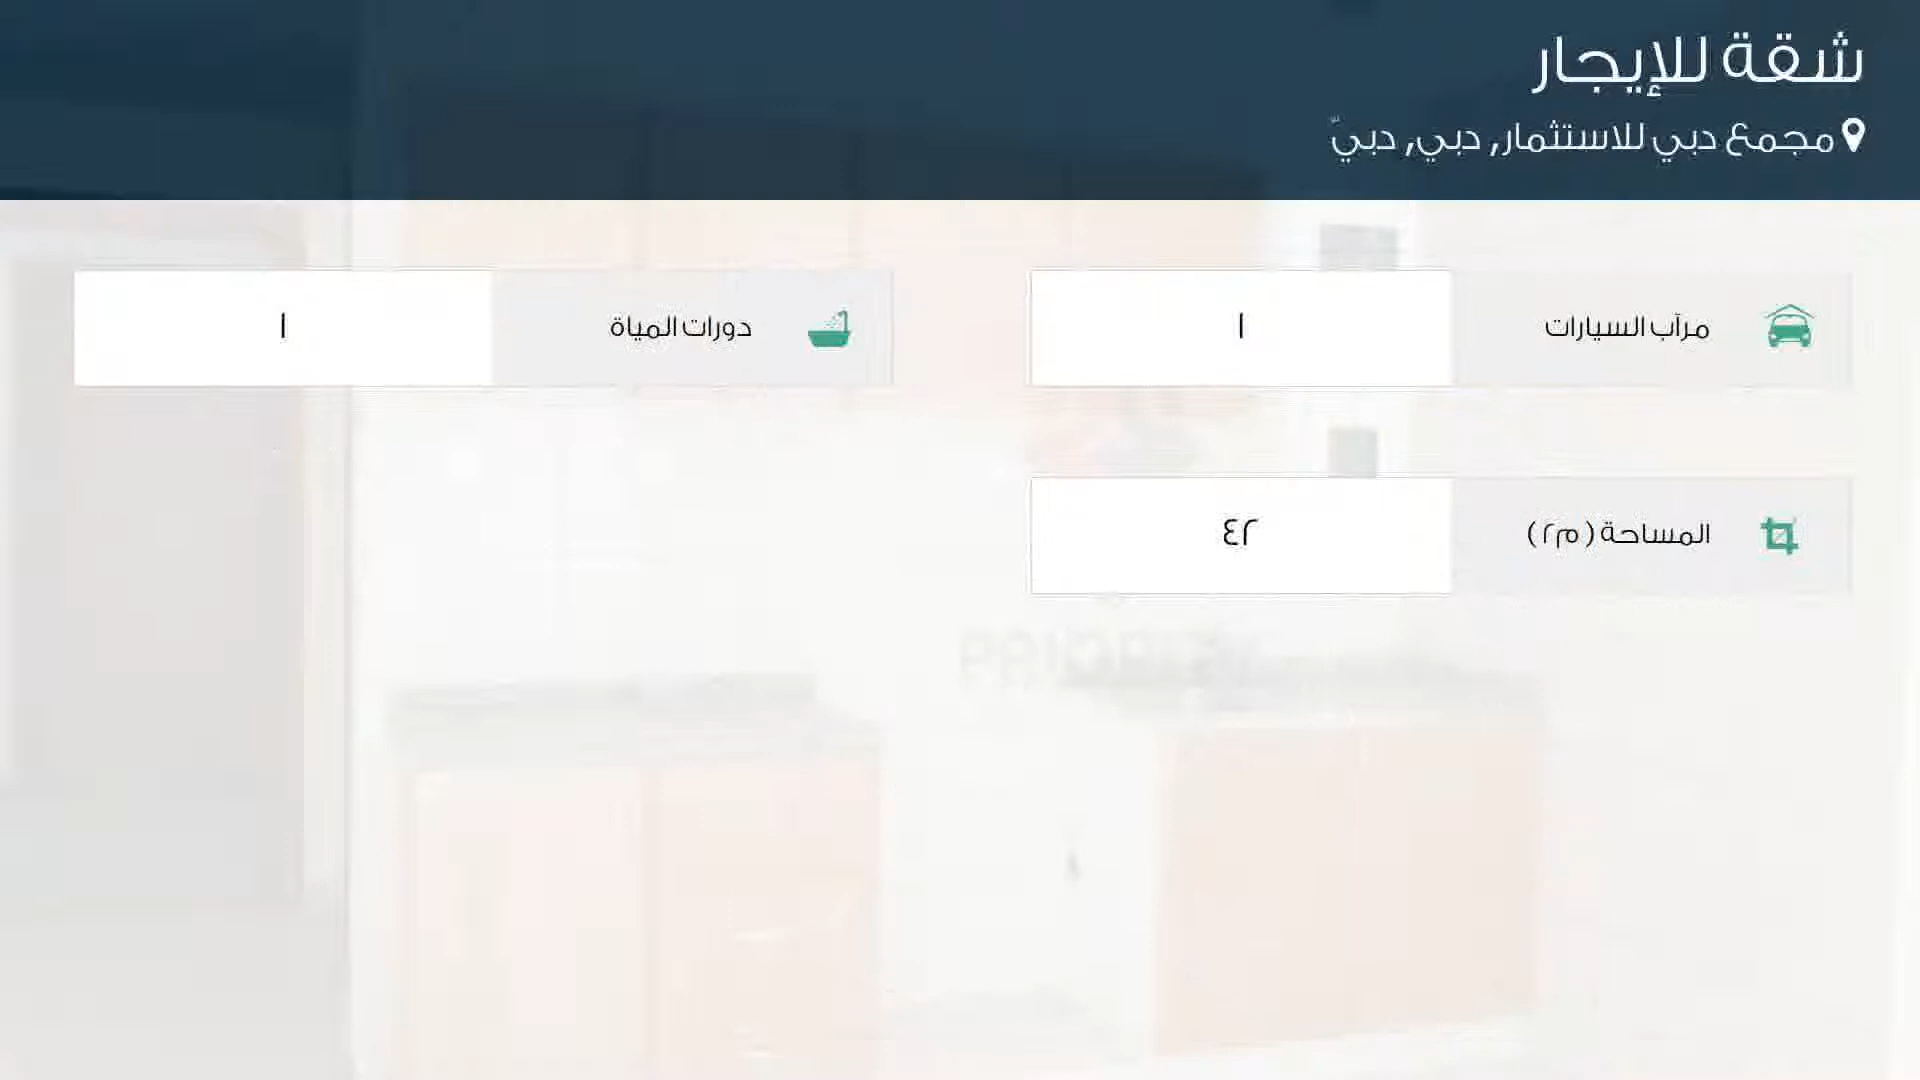 شقة للإيجار
مجمع دبي للاستثمار, دبي, دبيّ
مرآب السيارات
١
دورات المياة
١
المساحة (م٢)
٤٢